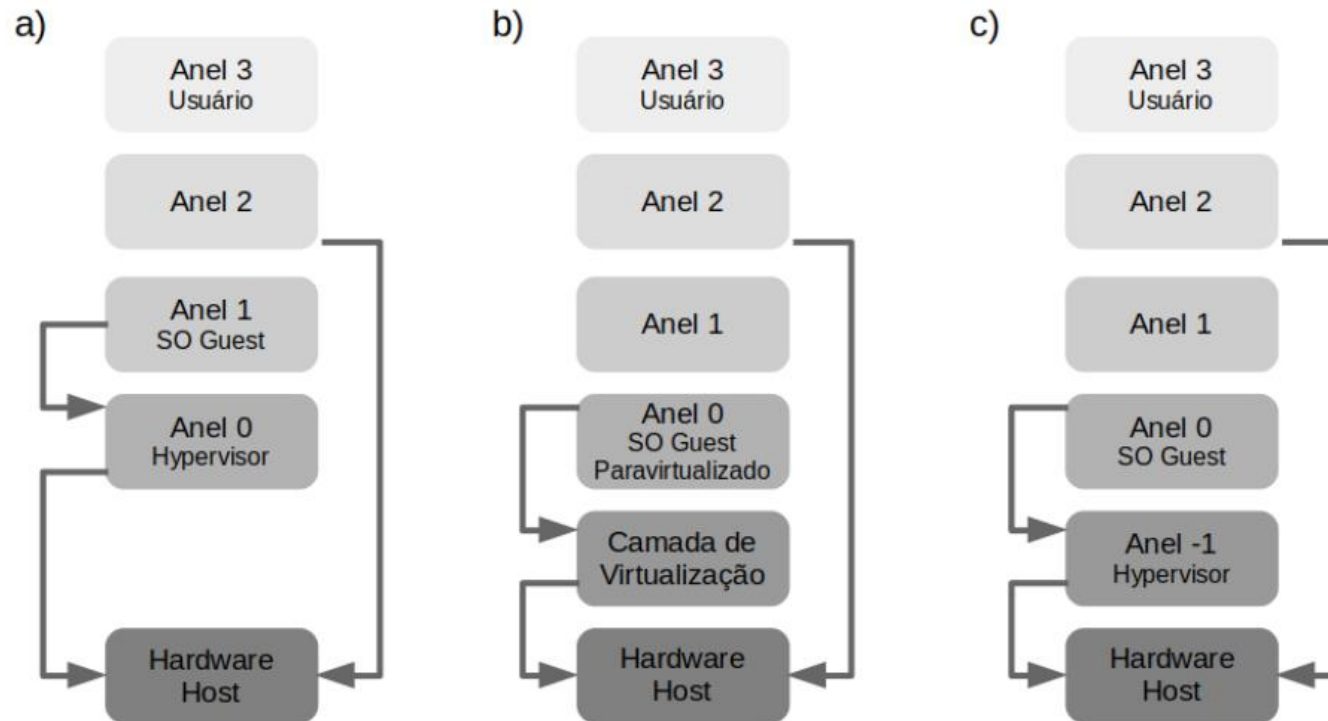 a)
Anel 3
Usuário
Anel 2
Anel 1
SO Guest
Anel 0
Hypervisor
Hardware
Host
b)
Anel 3
Usuário
Anel 2
Anel 1
Anel 0
SO Guest
Paravirtualizado
Camada de
Virtualização
Hardware
Host
c)
Anel 3
Usuário
Anel 2
Anel 1
Anel 0
SO Guest
Anel -1
Hypervisor
Hardware
Host